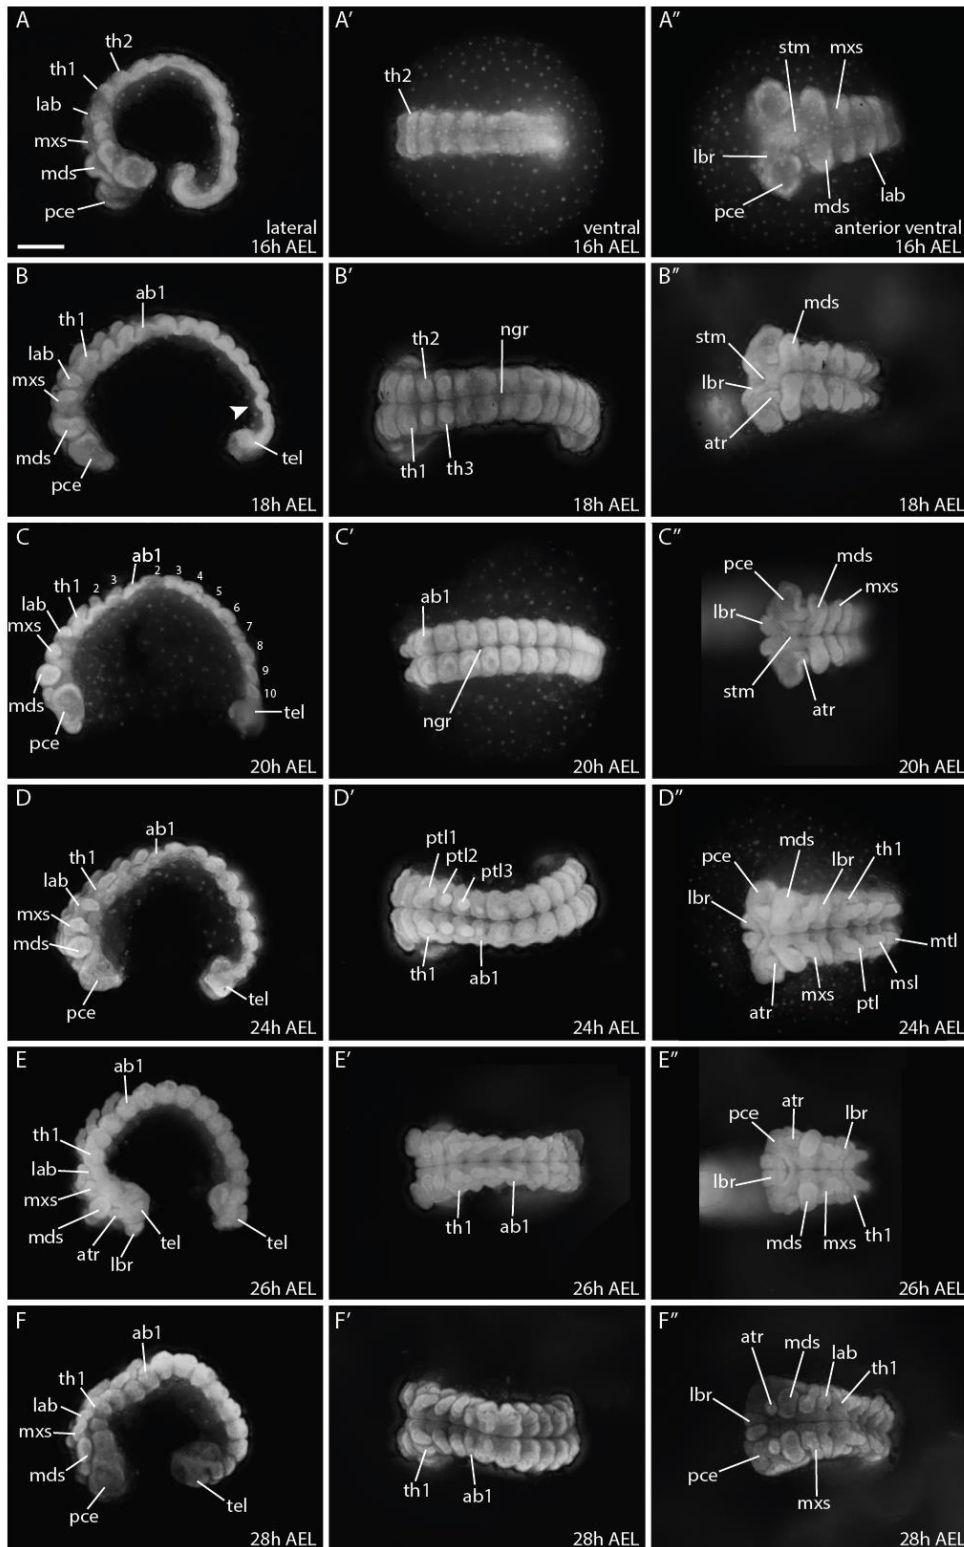 A
th2
th1
lab
mxs
mds
pce
lateral
16h AEL
A'
th2
ventral
16h AEL
A"
stm
mxs
lbr
pce
mds
lab
anterior ventral
16h AEL
B
ab1
th1
lab
mxs
mds
pce
tel
18h AEL
B'
th2
ngr
th1
th3
18h AEL
B"
mds
stm
lbr
atr
18h AEL
C
ab1
2 3 2 3 4 5 6 7 8 9 10
th1
lab
mxs
mds
pce
tel
20h AEL
C'
ab1
ngr
20h AEL
C"
pce
mds
mxs
lbr
stm
atr
20h AEL
D
ab1
th1
lab
mxs
mds
pce
tel
24h AEL
D'
ptl1
ptl2
ptl3
th1
ab1
24h AEL
D"
mds
pce
lbr
th1
lbr
mtl
msl
atr
mxs
ptl
24h AEL
E
ab1
th1
lab
mxs
mds
atr
lbr
tel
tel
26h AEL
E'
th1
ab1
26h AEL
E"
pce
atr
lbr
lbr
mds
mxs
th1
26h AEL
F
ab1
th1
lab
mxs
mds
pce
tel
28h AEL
F'
th1
ab1
28h AEL
F"
atr
mds
lab
th1
lbr
pce
mxs
28h AEL